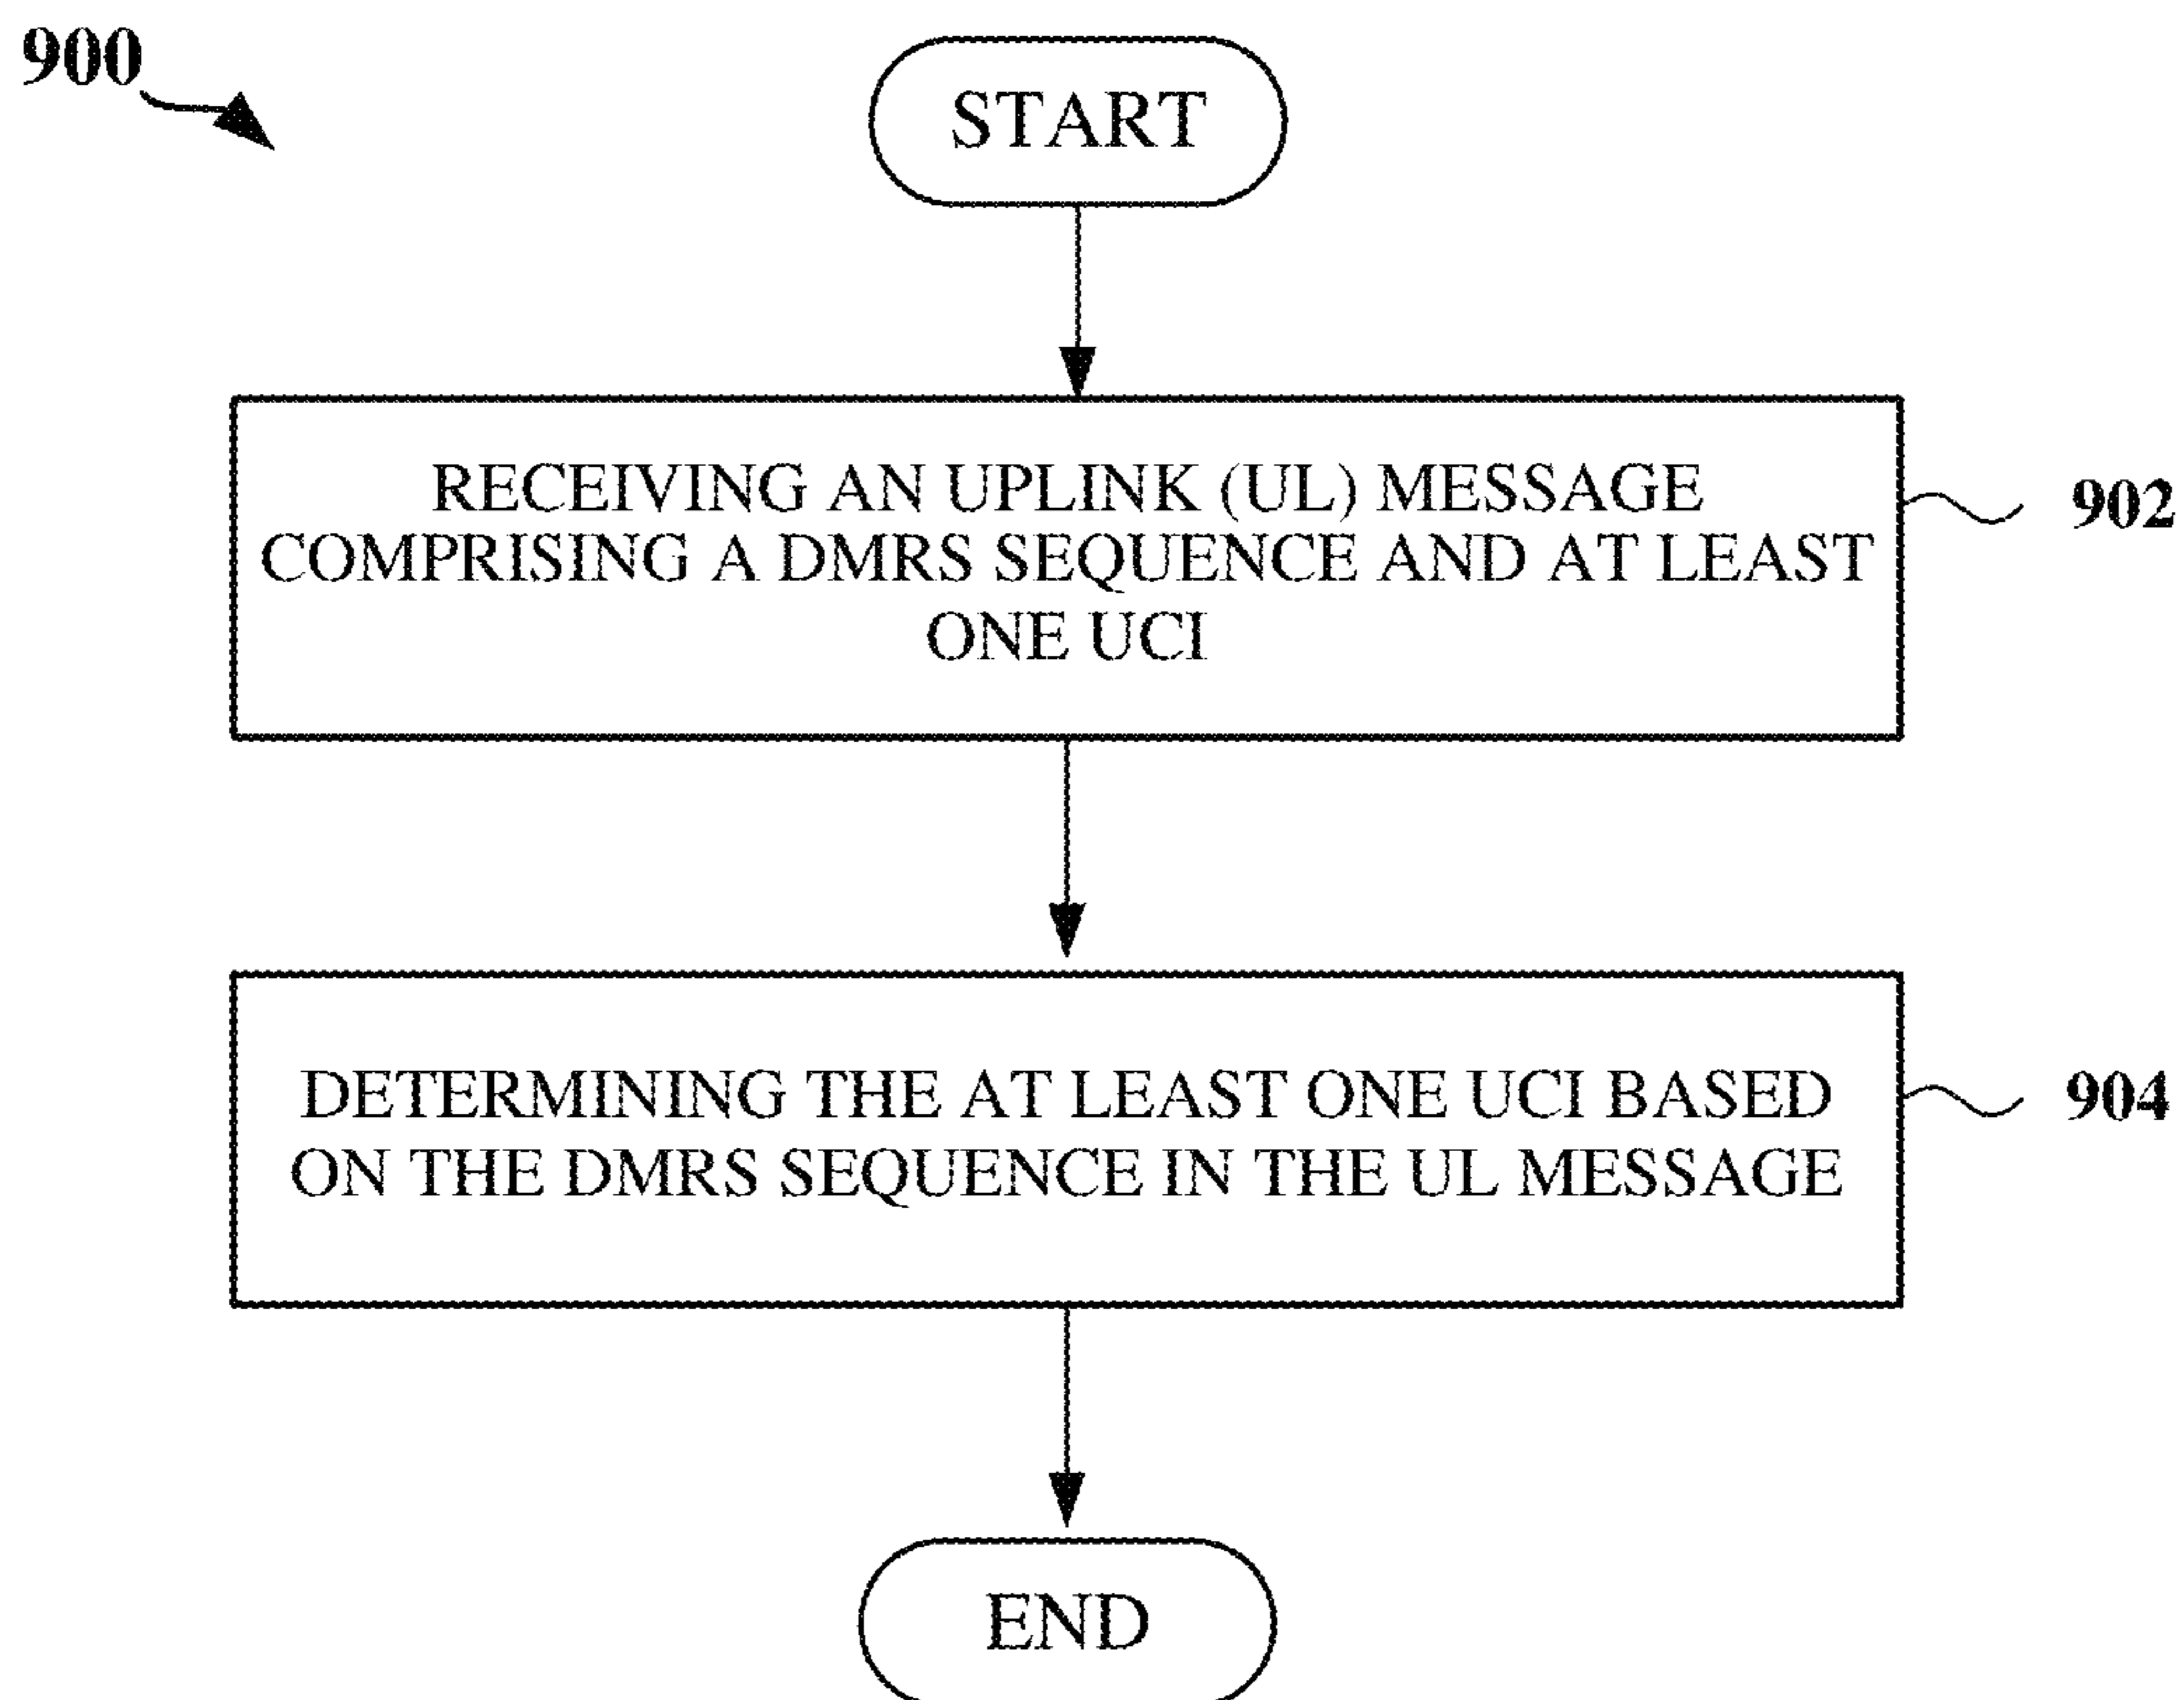 900
START
RECEIVING AN UPLINK (UL) MESSAGE
COMPRISING A DMRS SEQUENCE AND AT LEAST
ONE UCI
902
DETERMINING THE AT LEAST ONE UCI BASED
ON THE DMRS SEQUENCE IN THE UL MESSAGE
904
END